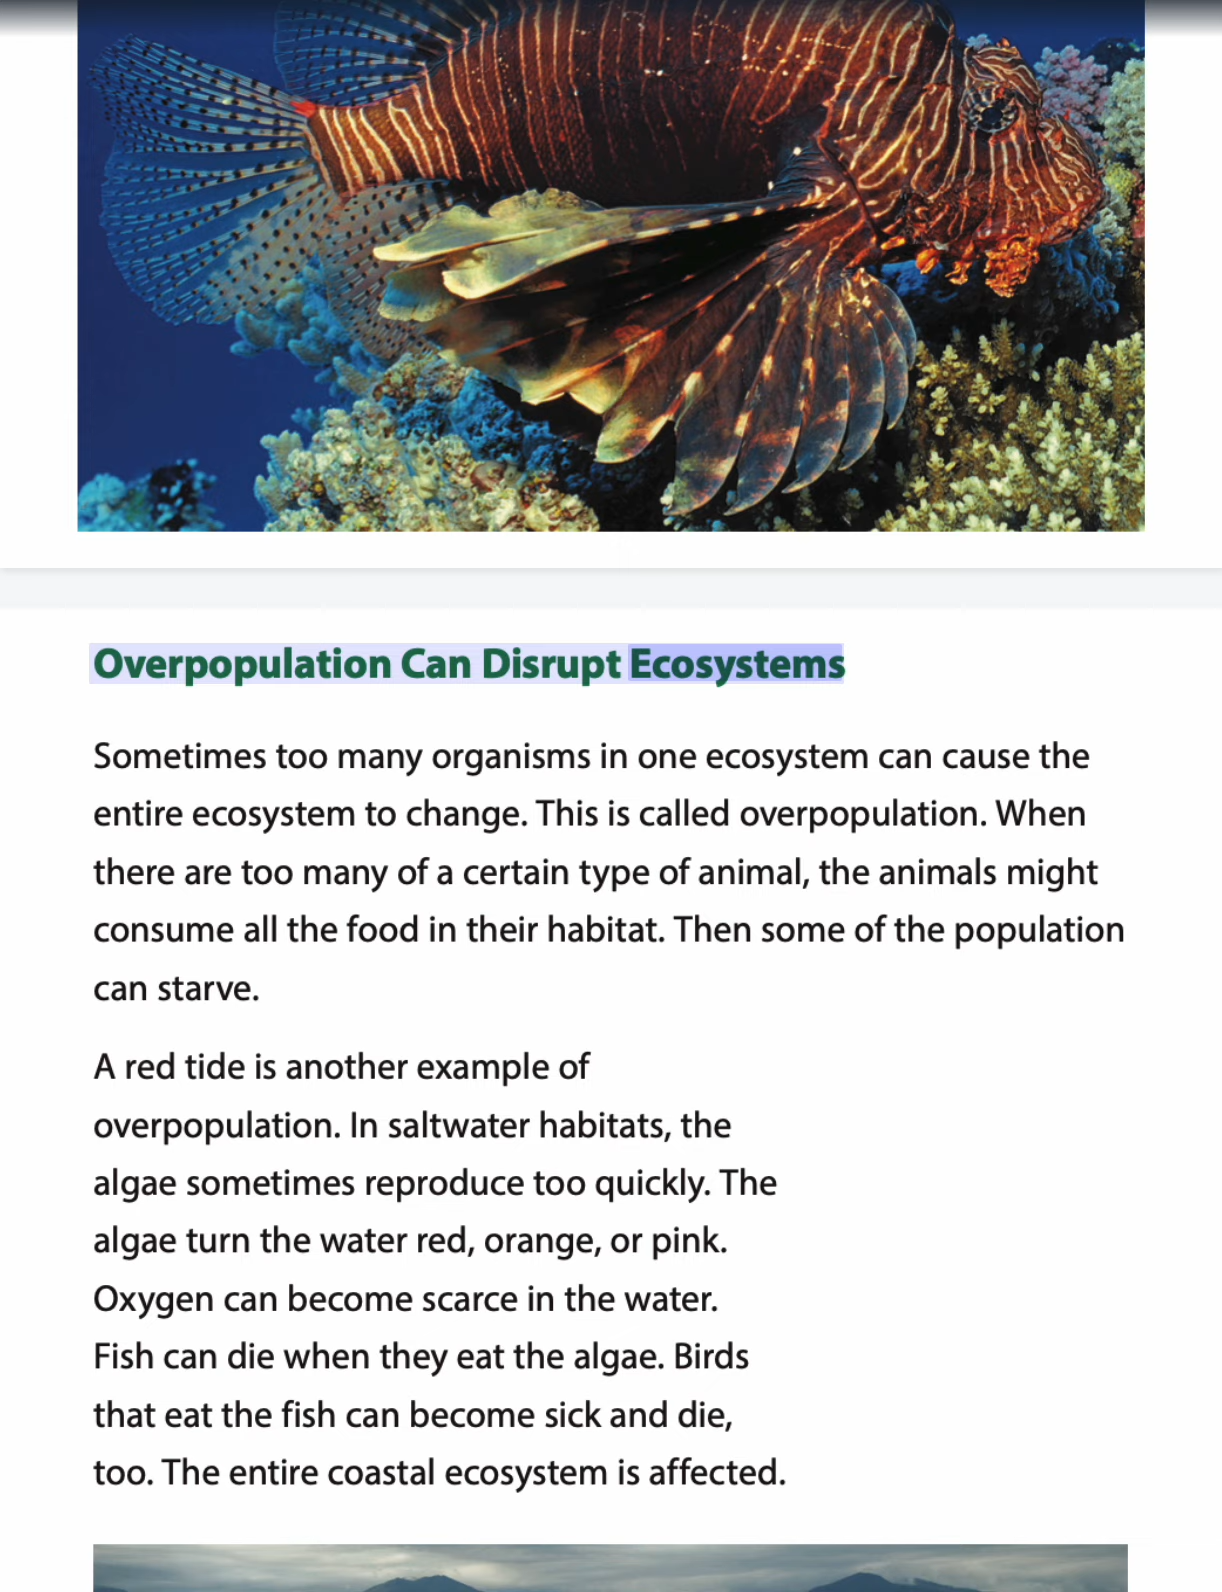 Overpopulation Can Disrupt Ecosystems
Sometimes too many organisms in one ecosystem can cause the
entire ecosystem to change. This is called overpopulation. When
there are too many of a certain type of animal, the animals might
consume all the food in their habitat. Then some of the population
can starve.
A red tide is another example of
overpopulation. In saltwater habitats, the
algae sometimes reproduce too quickly. The
algae turn the water red, orange, or pink.
Oxygen can become scarce in the water.
Fish can die when they eat the algae. Birds
that eat the fish can become sick and die,
too. The entire coastal ecosystem is affected.